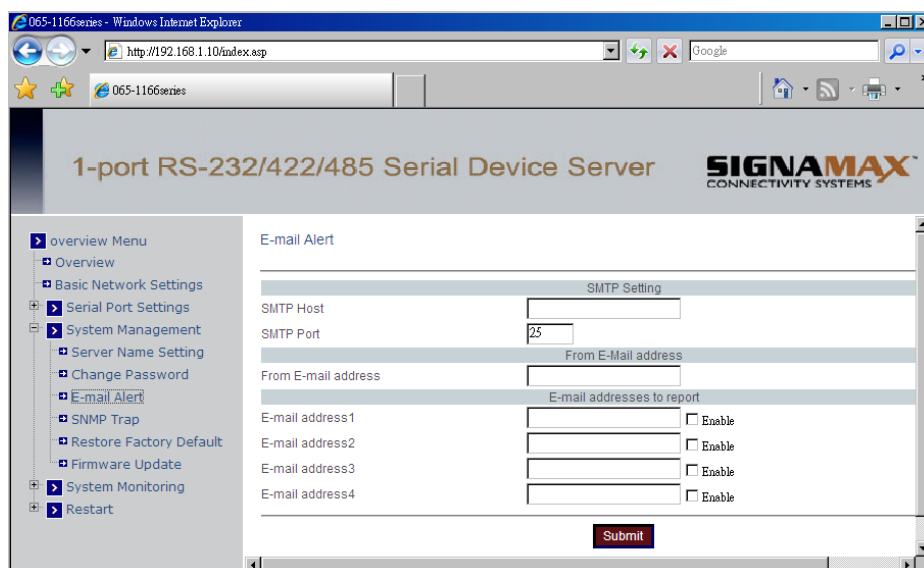 065-1166series - Windows Internet Explorer
http://192.168.1.10/index.asp
Google
065-1166series
1-port RS-232/422/485 Serial Device Server
SIGNAMAX
CONNECTIVITY SYSTEMS
overview Menu
Overview
Basic Network Settings
Serial Port Settings
System Management
Server Name Setting
Change Password
E-mail Alert
SNMP Trap
Restore Factory Default
Firmware Update
System Monitoring
Restart
E-mail Alert
SMTP Setting
SMTP Host
SMTP Port 25
From E-Mail address
From E-mail address
E-mail addresses to report
E-mail address1 Enable
E-mail address2 Enable
E-mail address3 Enable
E-mail address4 Enable
Submit